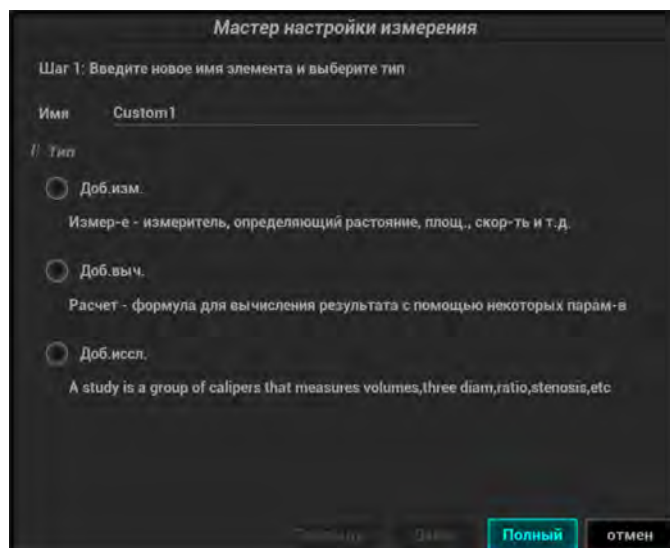 Мастер настройки измерения
Шаг 1: Введите новое имя элемента и выберите тип
Имя Custom1
Тип
Доб.изм.
Измер-е - измеритель, определяющий растояние, площ., скор-ть и т.д.
Доб.выч.
Расчет - формула для вычисления результата с помощью некоторых парам-в
Доб.иссл.
A study is a group of calipers that measures volumes,three diam,ratio,stenosis,etc
Полный отмен